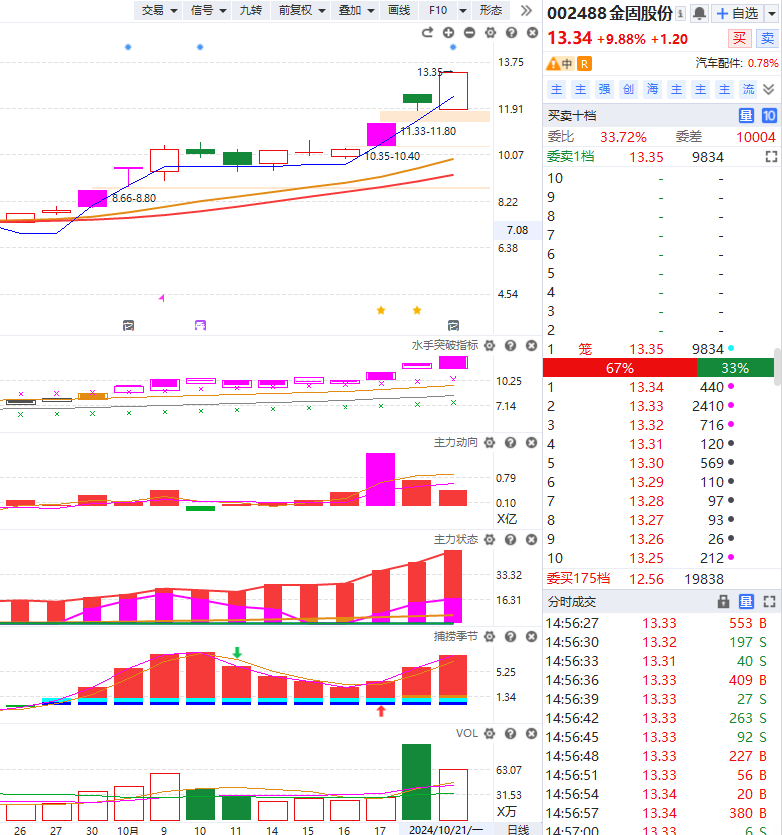 交易 信号 九转 前复权 叠加 画线 F10 形态
13.75
13.35
11.91
11.33-11.80
10.35-10.40
10.07
8.66-8.80
8.22
7.08
6.38
4.54
水手突破指标
10.25
7.14
主力动向
0.79
0.10
X亿
主力状态
33.32
16.31
捕捞季节
5.25
1.34
VOL
63.07
31.53
X万
26 27 30 10月 9 10 11 14 15 16 17 2024/10/21/一 日线
002488 金固股份 自选
13.34 +9.88% +1.20 买 卖
中 R 汽车配件: 0.78%
主 主 强 创 海 主 主 主 流
买卖十档 量 10
委比 33.72% 委差 10004
委卖1档 13.35 9834
10 - -
9 - -
8 - -
7 - -
6 - -
5 - -
4 - -
3 - -
2 - -
1 笼 13.35 9834
67% 33%
1 13.34 440
2 13.33 2410
3 13.32 716
4 13.31 120
5 13.30 569
6 13.29 110
7 13.28 97
8 13.27 93
9 13.26 26
10 13.25 212
委买175档 12.56 19838
分时成交 量
14:56:27 13.33 553 B
14:56:30 13.32 197 S
14:56:33 13.31 40 S
14:56:36 13.33 409 B
14:56:39 13.33 27 S
14:56:42 13.33 263 S
14:56:45 13.33 92 S
14:56:48 13.33 227 B
14:56:51 13.33 56 B
14:56:54 13.34 20 B
14:56:57 13.34 380 B
14:57:00 13.33 6 S